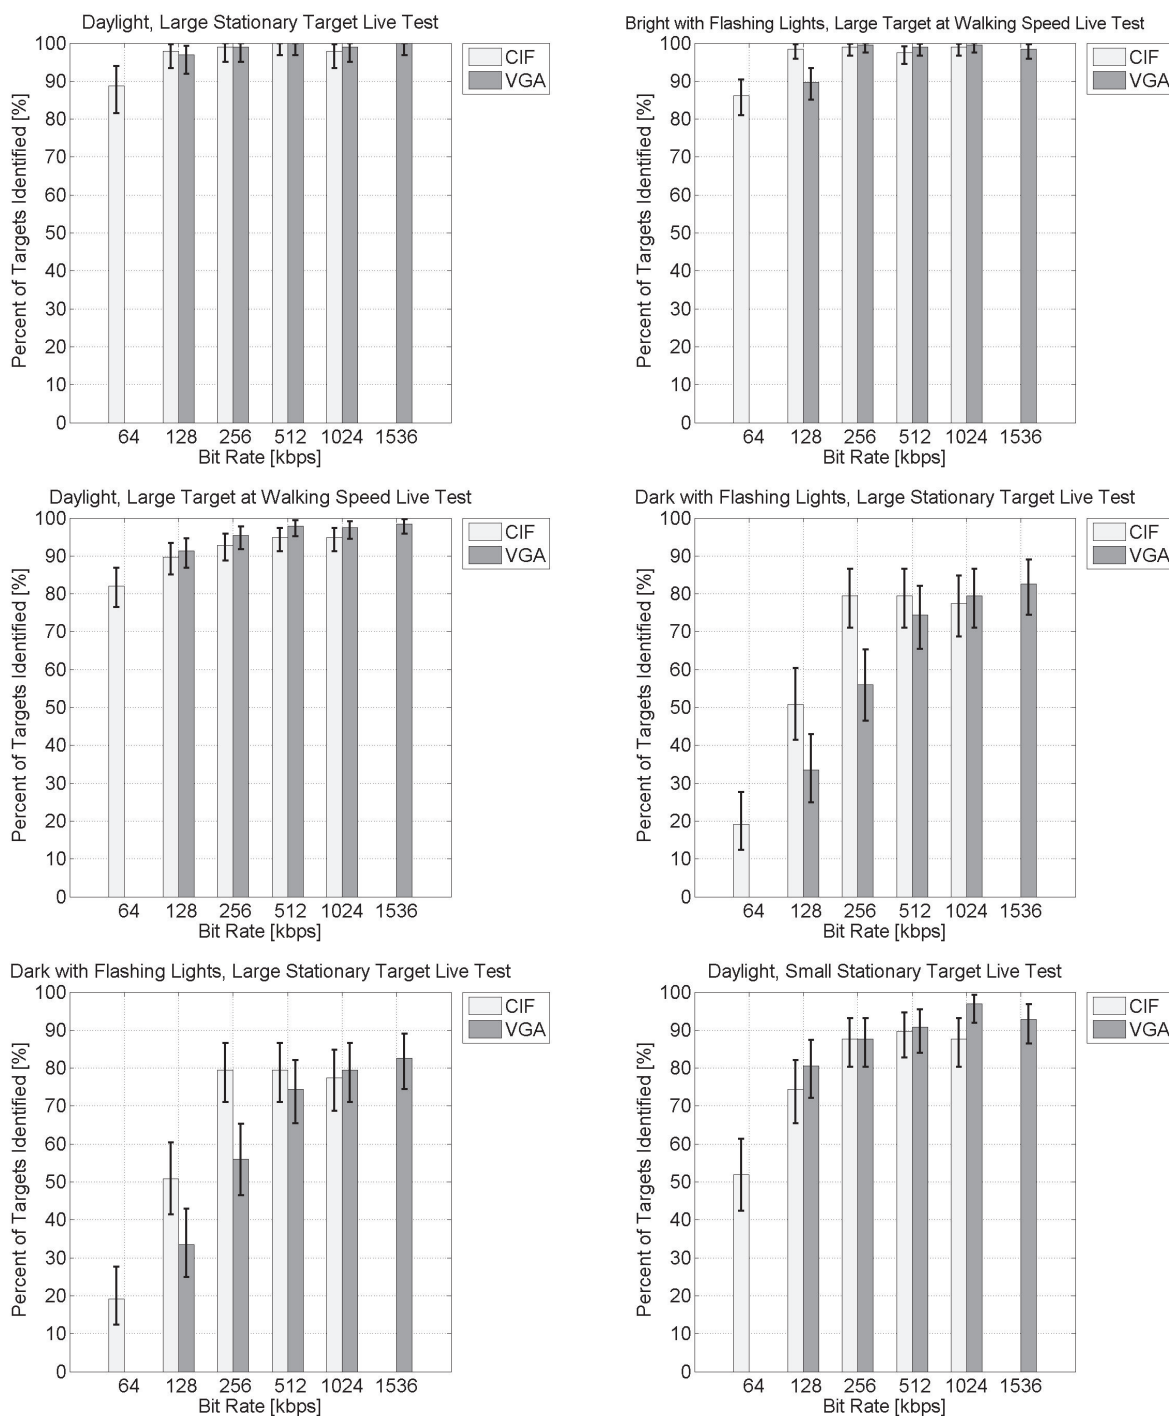 Daylight, Large Stationary Target Live Test
100
90
80
70
60
50
40
30
20
10
0
Percent of Targets Identified [%]
64 128 256 512 1024 1536
Bit Rate [kbps]
CIF
VGA
Bright with Flashing Lights, Large Target at Walking Speed Live Test
100
90
80
70
60
50
40
30
20
10
0
Percent of Targets Identified [%]
64 128 256 512 1024 1536
Bit Rate [kbps]
CIF
VGA
Daylight, Large Target at Walking Speed Live Test
100
90
80
70
60
50
40
30
20
10
0
Percent of Targets Identified [%]
64 128 256 512 1024 1536
Bit Rate [kbps]
CIF
VGA
Dark with Flashing Lights, Large Stationary Target Live Test
100
90
80
70
60
50
40
30
20
10
0
Percent of Targets Identified [%]
64 128 256 512 1024 1536
Bit Rate [kbps]
CIF
VGA
Dark with Flashing Lights, Large Stationary Target Live Test
100
90
80
70
60
50
40
30
20
10
0
Percent of Targets Identified [%]
64 128 256 512 1024 1536
Bit Rate [kbps]
CIF
VGA
Daylight, Small Stationary Target Live Test
100
90
80
70
60
50
40
30
20
10
0
Percent of Targets Identified [%]
64 128 256 512 1024 1536
Bit Rate [kbps]
CIF
VGA